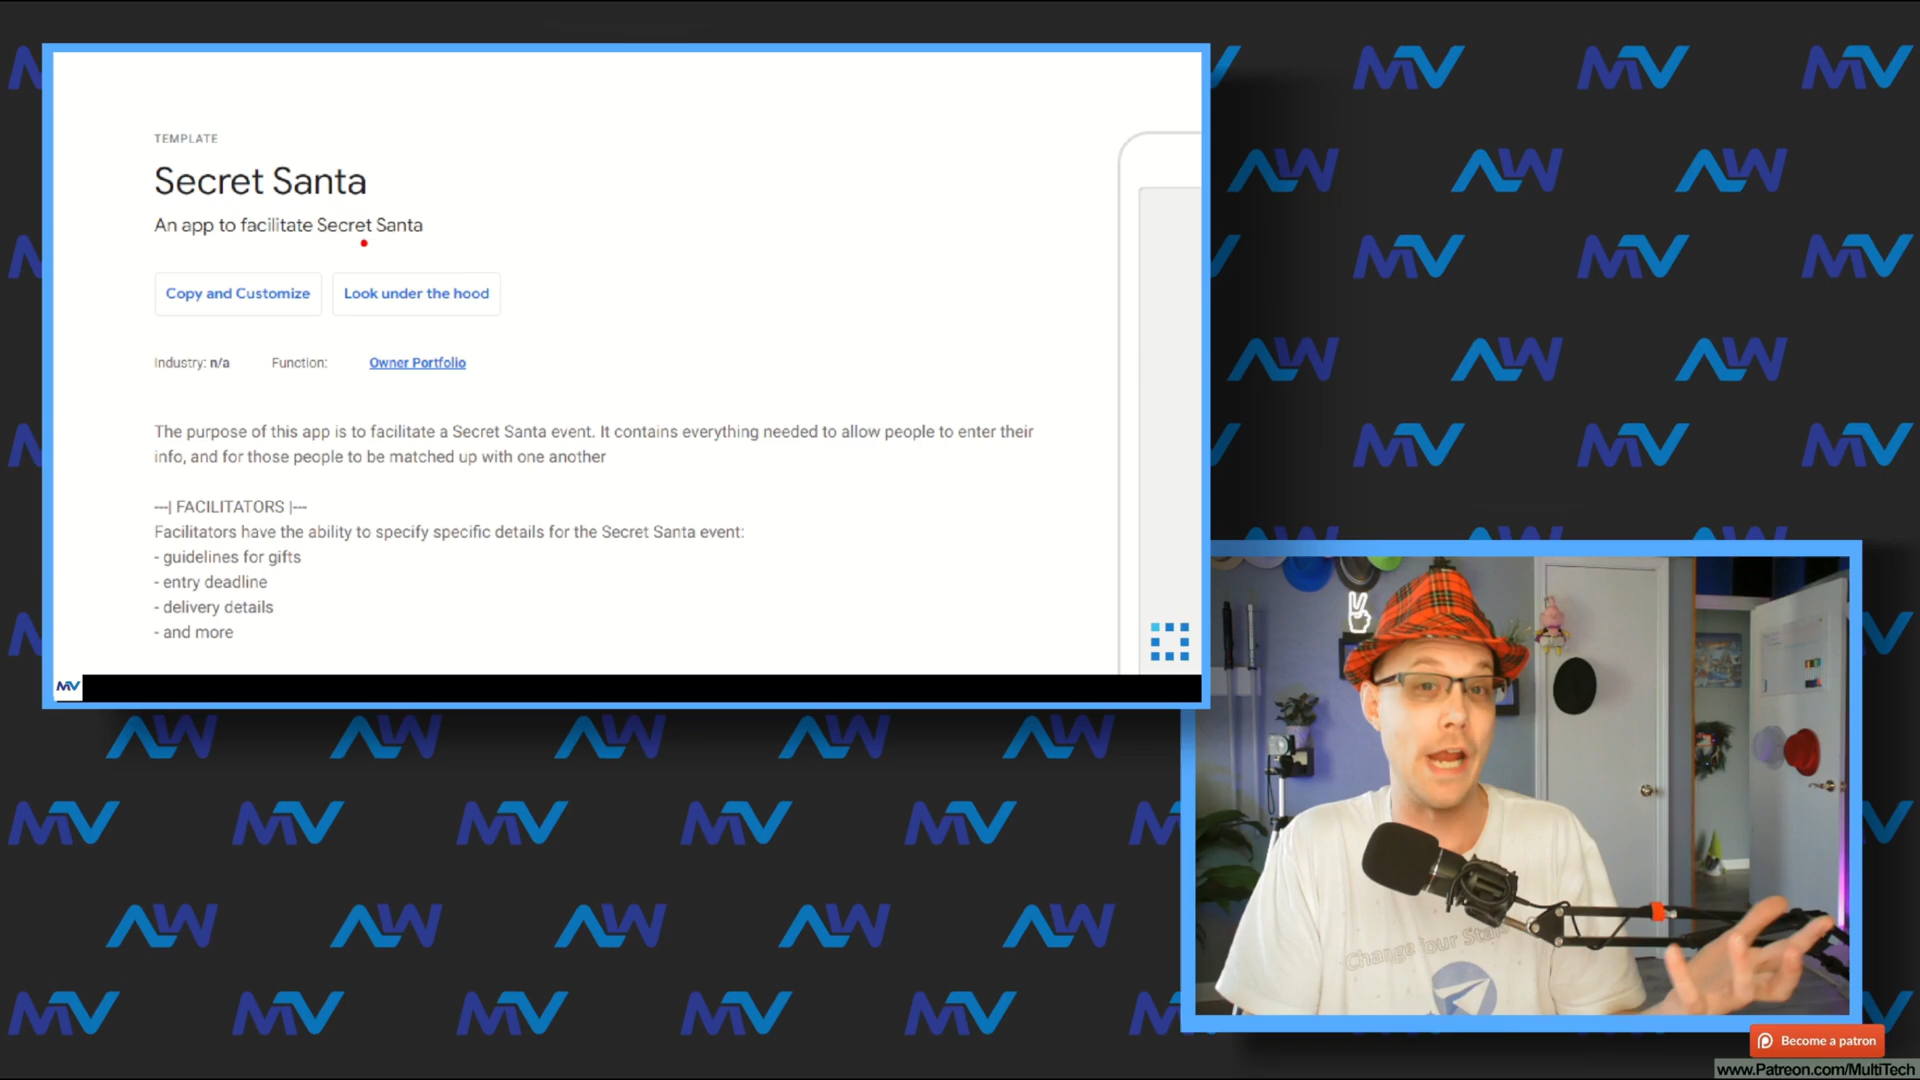 TEMPLATE
Secret Santa
An app to facilitate Secret Santa
Copy and Customize
Look under the hood
Industry: n/a
Function:
Owner Portfolio
The purpose of this app is to facilitate a Secret Santa event. It contains everything needed to allow people to enter their
info, and for those people to be matched up with one another
---| FACILITATORS |---
Facilitators have the ability to specify specific details for the Secret Santa event:
- guidelines for gifts
- entry deadline
- delivery details
- and more
MV
Change Your
Become a patron
www.Patreon.com/MultiTech